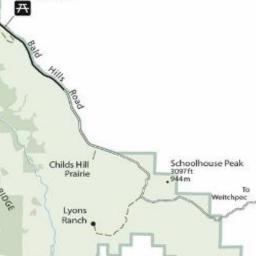 Bald Hills Road
Childs Hill
Prairie
Schoolhouse Peak
3097ft
944m
To
Weitchpec
Lyons
Ranch
RIDGE